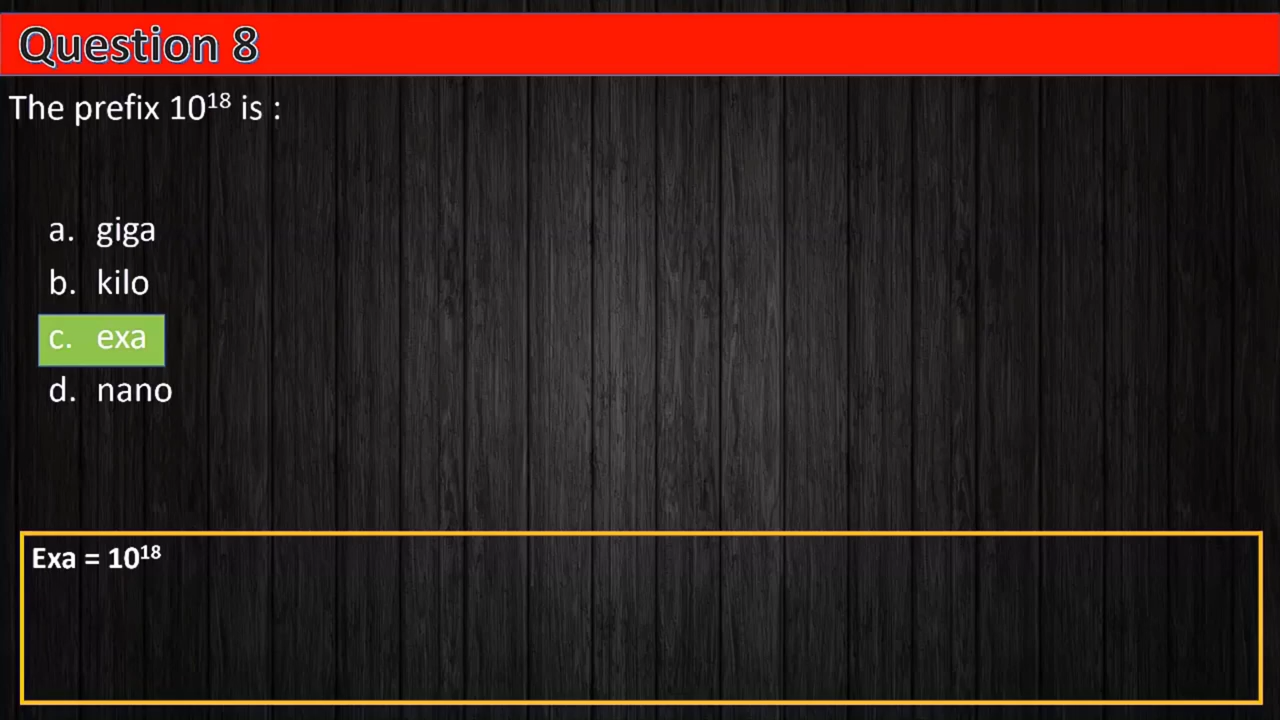 Question 8
The prefix 10¹⁸ is :
a. giga
b. kilo
c. exa
d. nano
Exa = 10¹⁸